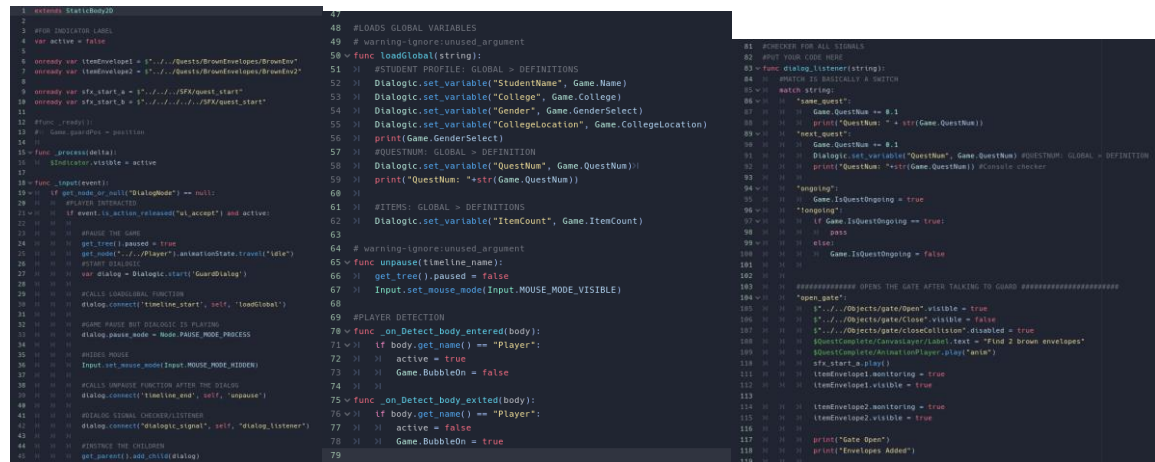 1 extends StaticBody2D
2
3 #FOR INDICATOR LABEL
4 var active = false
5
6 onready var itemEnvelope1 = $"../../Quests/BrownEnvelopes/BrownEnv"
7 onready var itemEnvelope2 = $"../../Quests/BrownEnvelopes/BrownEnv2"
8
9 onready var sfx_start_a = $"../../../SFX/quest_start"
10 onready var sfx_start_b = $"../../../../../SFX/quest_start"
11
12 #func _ready():
13 # Game.guardPos = position
14
15 func _process(delta):
16 $Indicator.visible = active
17
18 func _input(event):
19 if get_node_or_null("DialogNode") == null:
20 #PLAYER INTERACTED
21 if event.is_action_released("ui_accept") and active:
22
23 #PAUSE THE GAME
24 get_tree().paused = true
25 get_node("../../Player").animationState.travel("idle")
26 #START DIALOGIC
27 var dialog = Dialogic.start('GuardDialog')
28
29 #CALLS LOADGLOBAL FUNCTION
30 dialog.connect('timeline_start', self, 'loadGlobal')
31
32 #GAME PAUSE BUT DIALOGIC IS PLAYING
33 dialog.pause_mode = Node.PAUSE_MODE_PROCESS
34
35 #HIDES MOUSE
36 Input.set_mouse_mode(Input.MOUSE_MODE_HIDDEN)
37
38 #CALLS UNPAUSE FUNCTION AFTER THE DIALOG
39 dialog.connect('timeline_end', self, 'unpause')
40
41 #DIALOG SIGNAL CHECKER/LISTENER
42 dialog.connect("dialogic_signal", self, "dialog_listener")
43
44 #INSTNCE THE CHILDREN
45 get_parent().add_child(dialog)
47
48 #LOADS GLOBAL VARIABLES
49 # warning-ignore:unused_argument
50 func loadGlobal(string):
51 #STUDENT PROFILE: GLOBAL > DEFINITIONS
52 Dialogic.set_variable("StudentName", Game.Name)
53 Dialogic.set_variable("College", Game.College)
54 Dialogic.set_variable("Gender", Game.GenderSelect)
55 Dialogic.set_variable("CollegeLocation", Game.CollegeLocation)
56 print(Game.GenderSelect)
57 #QUESTNUM: GLOBAL > DEFINITION
58 Dialogic.set_variable("QuestNum", Game.QuestNum)
59 print("QuestNum: "+str(Game.QuestNum))
60
61 #ITEMS: GLOBAL > DEFINITIONS
62 Dialogic.set_variable("ItemCount", Game.ItemCount)
63
64 # warning-ignore:unused_argument
65 func unpause(timeline_name):
66 get_tree().paused = false
67 Input.set_mouse_mode(Input.MOUSE_MODE_VISIBLE)
68
69 #PLAYER DETECTION
70 func _on_Detect_body_entered(body):
71 if body.get_name() == "Player":
72 active = true
73 Game.BubbleOn = false
74
75 func _on_Detect_body_exited(body):
76 if body.get_name() == "Player":
77 active = false
78 Game.BubbleOn = true
79
81 #CHECKER FOR ALL SIGNALS
82 #PUT YOUR CODE HERE
83 func dialog_listener(string):
84 #MATCH IS BASICALLY A SWITCH
85 match string:
86 "same_quest":
87 Game.QuestNum += 0.1
88 print("QuestNum: " + str(Game.QuestNum))
89 "next_quest":
90 Game.QuestNum += 0.1
91 Dialogic.set_variable("QuestNum", Game.QuestNum) #QUESTNUM: GLOBAL > DEFINITION
92 print("QuestNum: "+str(Game.QuestNum)) #Console checker
93
94 "ongoing":
95 Game.IsQuestOngoing = true
96 "!ongoing":
97 if Game.IsQuestOngoing == true:
98 pass
99 else:
100 Game.IsQuestOngoing = false
101
102
103 ############## OPENS THE GATE AFTER TALKING TO GUARD #######################
104 "open_gate":
105 $"../../Objects/gate/Open".visible = true
106 $"../../Objects/gate/Close".visible = false
107 $"../../Objects/gate/closeCollision".disabled = true
108 $QuestComplete/CanvasLayer/Label.text = "Find 2 brown envelopes"
109 $QuestComplete/AnimationPlayer.play("anim")
110 sfx_start_a.play()
111 itemEnvelope1.monitoring = true
112 itemEnvelope1.visible = true
113
114 itemEnvelope2.monitoring = true
115 itemEnvelope2.visible = true
116
117 print("Gate Open")
118 print("Envelopes Added")